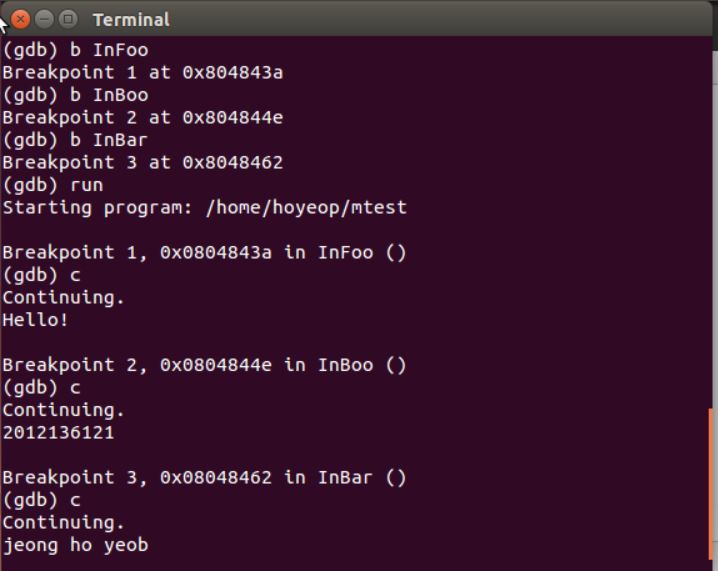 Terminal
(gdb) b InFoo
Breakpoint 1 at 0x804843a
(gdb) b InBoo
Breakpoint 2 at 0x804844e
(gdb) b InBar
Breakpoint 3 at 0x8048462
(gdb) run
Starting program: /home/hoyeop/mtest
Breakpoint 1, 0x0804843a in InFoo ()
(gdb) c
Continuing.
Hello!
Breakpoint 2, 0x0804844e in InBoo ()
(gdb) c
Continuing.
2012136121
Breakpoint 3, 0x08048462 in InBar ()
(gdb) c
Continuing.
jeong ho yeob